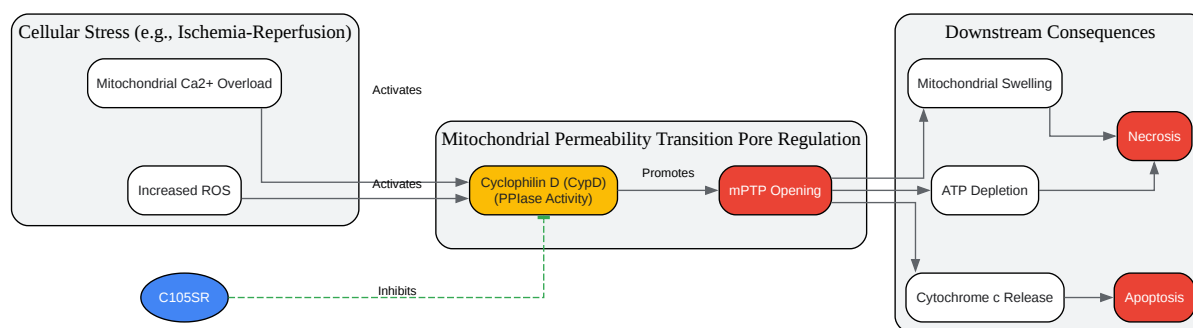 Cellular Stress (e.g., Ischemia-Reperfusion)
Mitochondrial Ca2+ Overload
Increased ROS
Activates
Activates
Mitochondrial Permeability Transition Pore Regulation
Cyclophilin D (CypD)
(PPIase Activity)
Promotes
mPTP Opening
Downstream Consequences
Mitochondrial Swelling
Necrosis
ATP Depletion
Cytochrome c Release
Apoptosis
C105SR
Inhibits